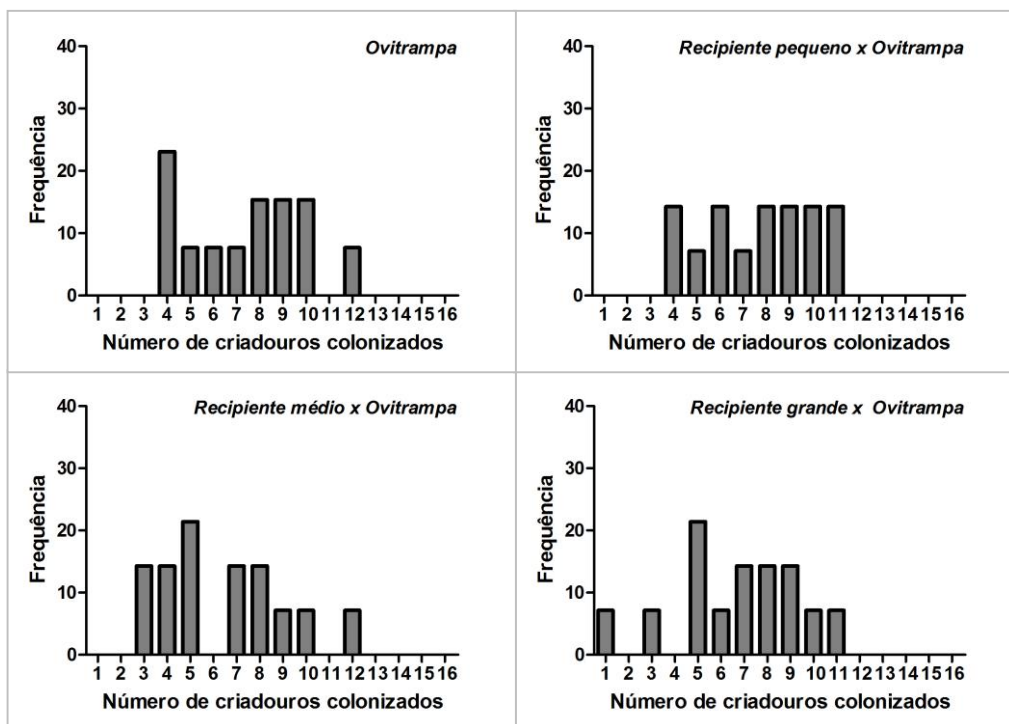 Ovitrampa
40
30
20
10
0
Frequência
1 2 3 4 5 6 7 8 9 10 11 12 13 14 15 16
Número de criadouros colonizados
Recipiente pequeno x Ovitrampa
40
30
20
10
0
Frequência
1 2 3 4 5 6 7 8 9 10 11 12 13 14 15 16
Número de criadouros colonizados
Recipiente médio x Ovitrampa
40
30
20
10
0
Frequência
1 2 3 4 5 6 7 8 9 10 11 12 13 14 15 16
Número de criadouros colonizados
Recipiente grande x Ovitrampa
40
30
20
10
0
Frequência
1 2 3 4 5 6 7 8 9 10 11 12 13 14 15 16
Número de criadouros colonizados